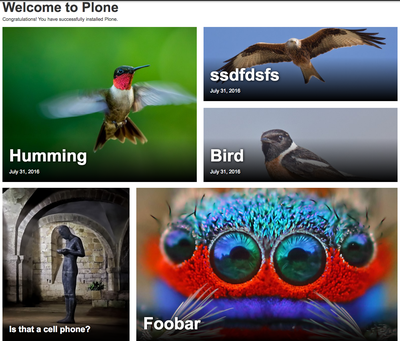 Welcome to Plone
Congratulations! You have successfully installed Plone.
Humming
July 31, 2016
ssdfdsfs
July 31, 2016
Bird
July 31, 2016
Is that a cell phone?
Foobar